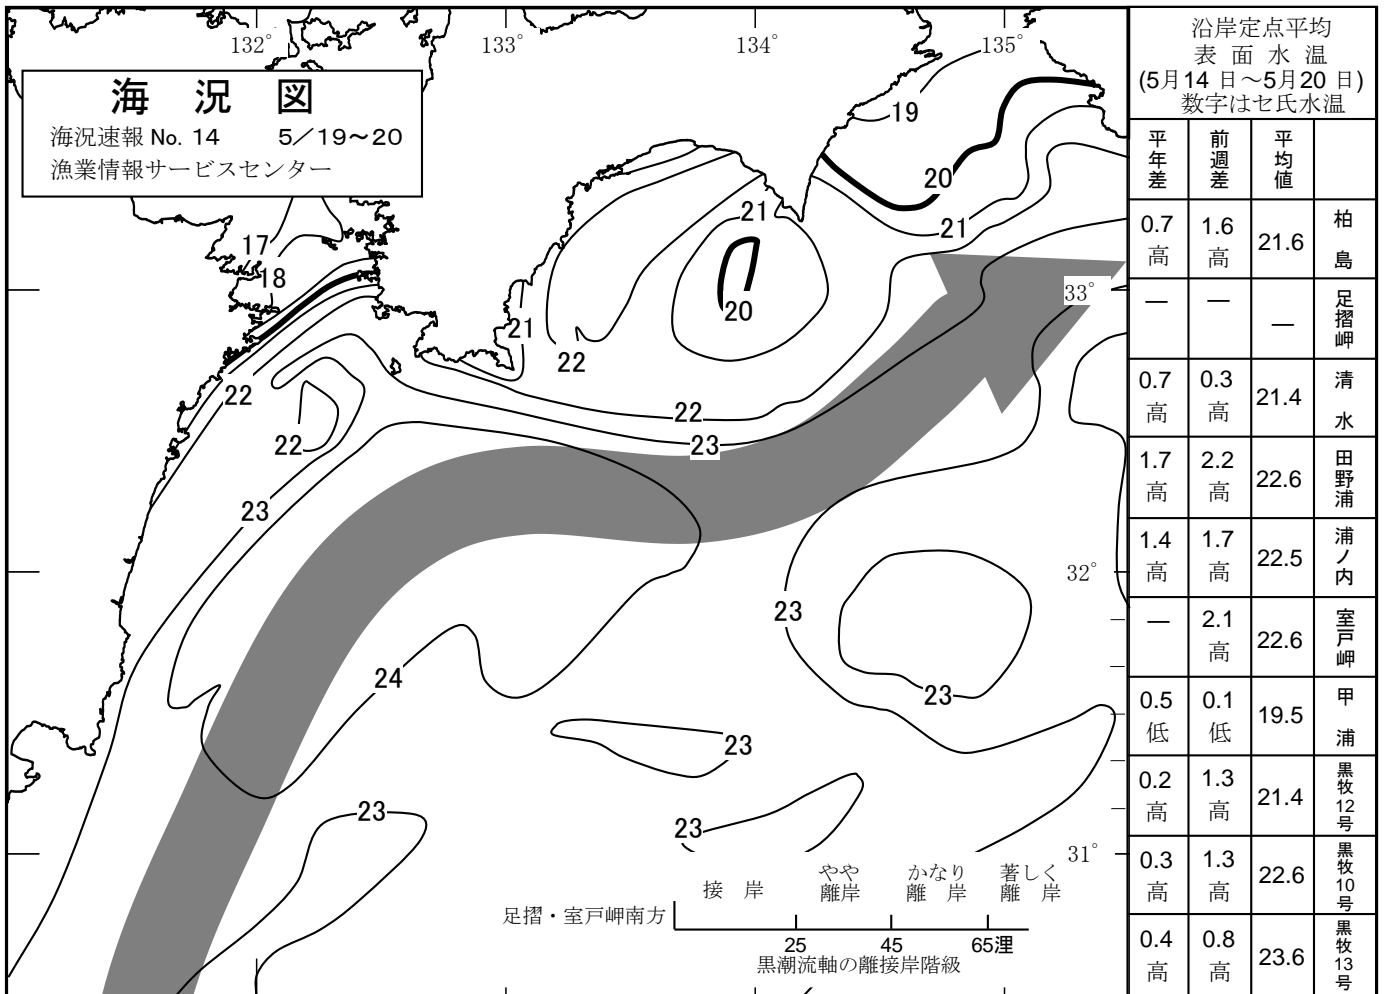 海 況 図
海況速報 No. 14　5／19～20
漁業情報サービスセンター
132°
133°
134°
135°
19
20
21
21
17
18
20
33°
21
22
22
22
22
23
23
32°
23
24
23
23
23
23
31°
接 岸
やや
離岸
かなり
離 岸
著しく
離 岸
足摺・室戸岬南方
25 45 65浬
黒潮流軸の離接岸階級
沿岸定点平均
表 面 水 温
(5月14 日～5月20 日)
数字はセ氏水温
平年差 前週差 平均値
0.7高 1.6高 21.6 柏島
― ― ― 足摺岬
0.7高 0.3高 21.4 清水
1.7高 2.2高 22.6 田野浦
1.4高 1.7高 22.5 浦ノ内
― 2.1高 22.6 室戸岬
0.5低 0.1低 19.5 甲浦
0.2高 1.3高 21.4 黒牧12号
0.3高 1.3高 22.6 黒牧10号
0.4高 0.8高 23.6 黒牧13号